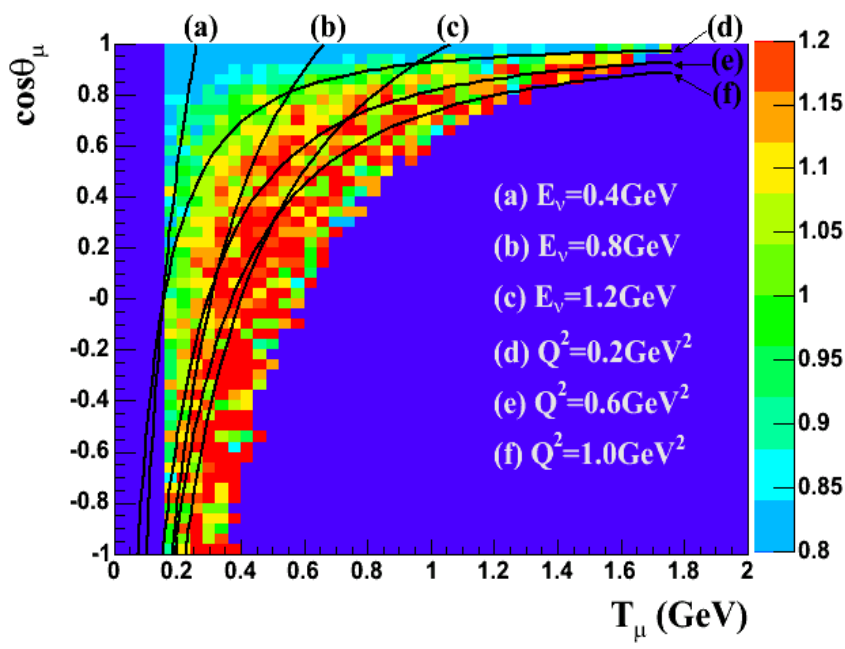 (a) (b) (c) (d)
(e)
(f)
cosθμ
1
0.8
0.6
0.4
0.2
-0
-0.2
-0.4
-0.6
-0.8
-1
(a) Eν=0.4GeV
(b) Eν=0.8GeV
(c) Eν=1.2GeV
(d) Q²=0.2GeV²
(e) Q²=0.6GeV²
(f) Q²=1.0GeV²
1.2
1.15
1.1
1.05
1
0.95
0.9
0.85
0.8
0 0.2 0.4 0.6 0.8 1 1.2 1.4 1.6 1.8 2
Tμ (GeV)